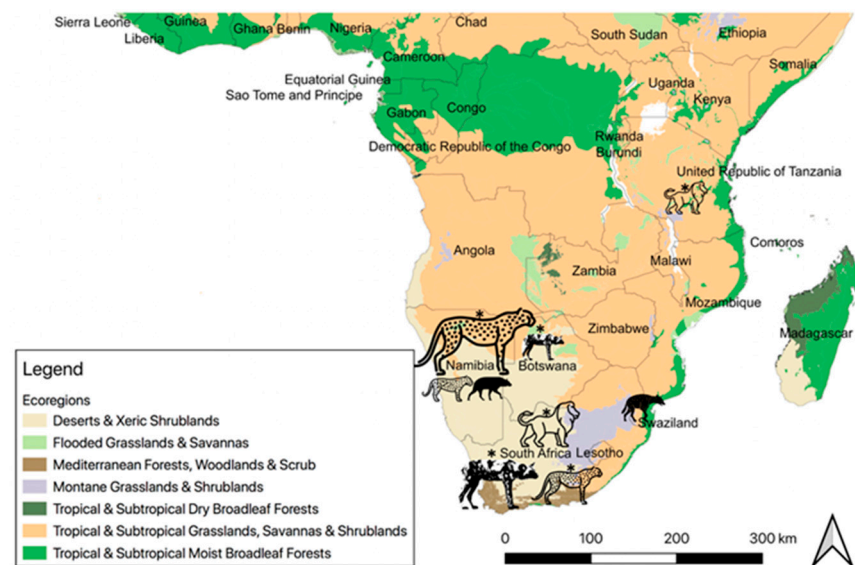 Sierra Leone
Guinea
Liberia
Ghana Benin
Nigeria
Chad
South Sudan
Ethiopia
Cameroon
Somalia
Equatorial Guinea
Sao Tome and Principe
Uganda
Kenya
Gabon
Congo
Rwanda
Burundi
Democratic Republic of the Congo
United Republic of Tanzania
*
Angola
Comoros
Malawi
Zambia
Mozambique
Zimbabwe
Madagascar
*
*
Namibia
Botswana
*
Swaziland
*
South Africa
Lesotho
*
Legend
Ecoregions
Deserts & Xeric Shrublands
Flooded Grasslands & Savannas
Mediterranean Forests, Woodlands & Scrub
Montane Grasslands & Shrublands
Tropical & Subtropical Dry Broadleaf Forests
Tropical & Subtropical Grasslands, Savannas & Shrublands
Tropical & Subtropical Moist Broadleaf Forests
0 100 200 300 km